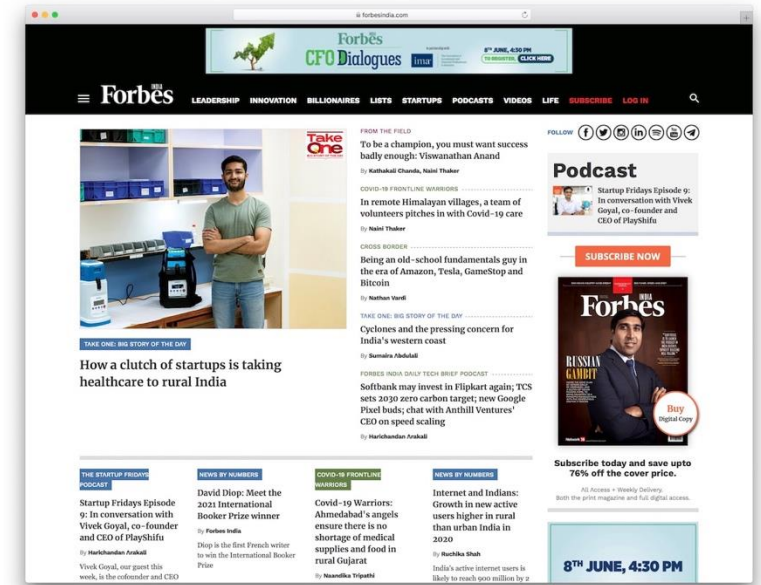 forbesindia.com
Forbes
CFO Dialogues
ima
8TH JUNE, 4:30 PM
TO REGISTER, CLICK HERE
Forbes
INDIA
LEADERSHIP INNOVATION BILLIONAIRES LISTS STARTUPS PODCASTS VIDEOS LIFE SUBSCRIBE LOG IN
Take
One
TAKE ONE: BIG STORY OF THE DAY
How a clutch of startups is taking
healthcare to rural India
FROM THE FIELD
To be a champion, you must want success
badly enough: Viswanathan Anand
By Kathakali Chanda, Naini Thaker
COVID-19 FRONTLINE WARRIORS
In remote Himalayan villages, a team of
volunteers pitches in with Covid-19 care
By Naini Thaker
CROSS BORDER
Being an old-school fundamentals guy in
the era of Amazon, Tesla, GameStop and
Bitcoin
By Nathan Vardi
TAKE ONE: BIG STORY OF THE DAY
Cyclones and the pressing concern for
India's western coast
By Sumaira Abdulali
FORBES INDIA DAILY TECH BRIEF PODCAST
Softbank may invest in Flipkart again; TCS
sets 2030 zero carbon target; new Google
Pixel buds; chat with Anthill Ventures'
CEO on speed scaling
By Harichandan Arakali
FOLLOW
Podcast
Startup Fridays Episode
9: In conversation with Vivek
Goyal, co-founder and
CEO of PlayShifu
SUBSCRIBE NOW
Forbes
INDIA
RUSSIAN
GAMBIT
Network 18
Buy
Digital Copy
Subscribe today and save upto
76% off the cover price.
All Access + Weekly Delivery.
Both the print magazine and full digital access.
8TH JUNE, 4:30 PM
THE STARTUP FRIDAYS
PODCAST
Startup Fridays Episode
9: In conversation with
Vivek Goyal, co-founder
and CEO of PlayShifu
By Harichandan Arakali
Vivek Goyal, our guest this
week, is the cofounder and CEO
NEWS BY NUMBERS
David Diop: Meet the
2021 International
Booker Prize winner
By Forbes India
Diop is the first French writer
to win the International Booker
Prize
COVID-19 FRONTLINE
WARRIORS
Covid-19 Warriors:
Ahmedabad's angels
ensure there is no
shortage of medical
supplies and food in
rural Gujarat
By Naandika Tripathi
NEWS BY NUMBERS
Internet and Indians:
Growth in new active
users higher in rural
than urban India in
2020
By Ruchika Shah
India's active internet users is
likely to reach 900 million by 2